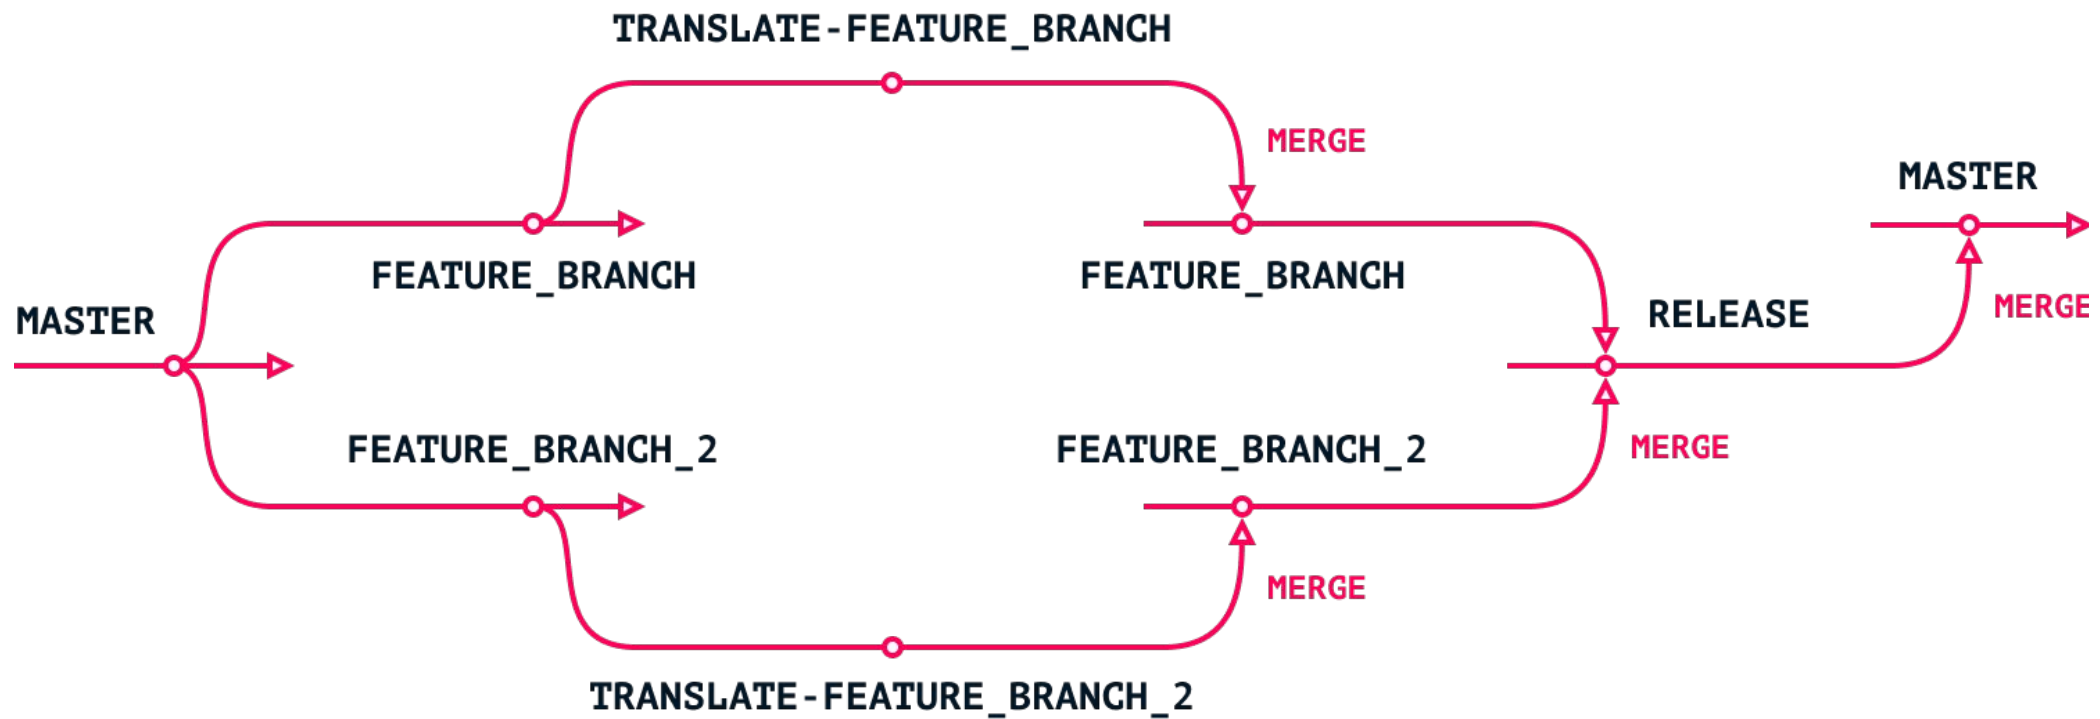 TRANSLATE-FEATURE_BRANCH
MERGE
MASTER
FEATURE_BRANCH
FEATURE_BRANCH
MASTER
RELEASE
MERGE
FEATURE_BRANCH_2
FEATURE_BRANCH_2
MERGE
MERGE
TRANSLATE-FEATURE_BRANCH_2